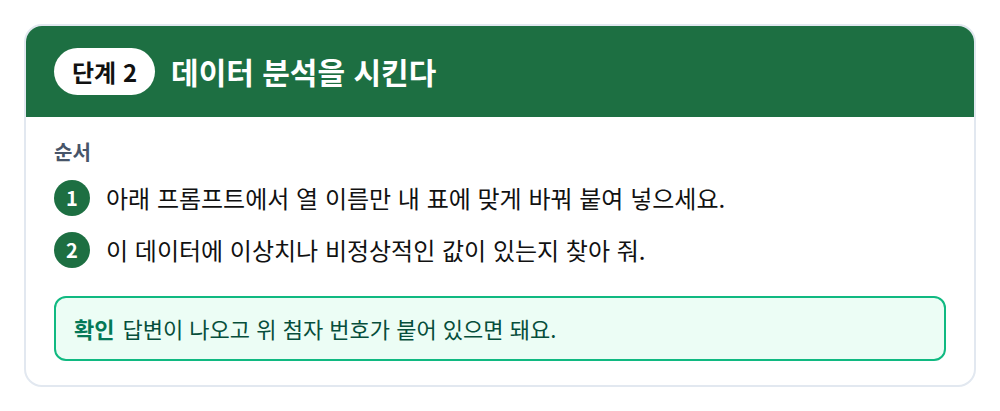 단계 2 데이터 분석을 시킨다
순서
1 아래 프롬프트에서 열 이름만 내 표에 맞게 바꿔 붙여 넣으세요.
2 이 데이터에 이상치나 비정상적인 값이 있는지 찾아 줘.
확인 답변이 나오고 위 첨자 번호가 붙어 있으면 돼요.